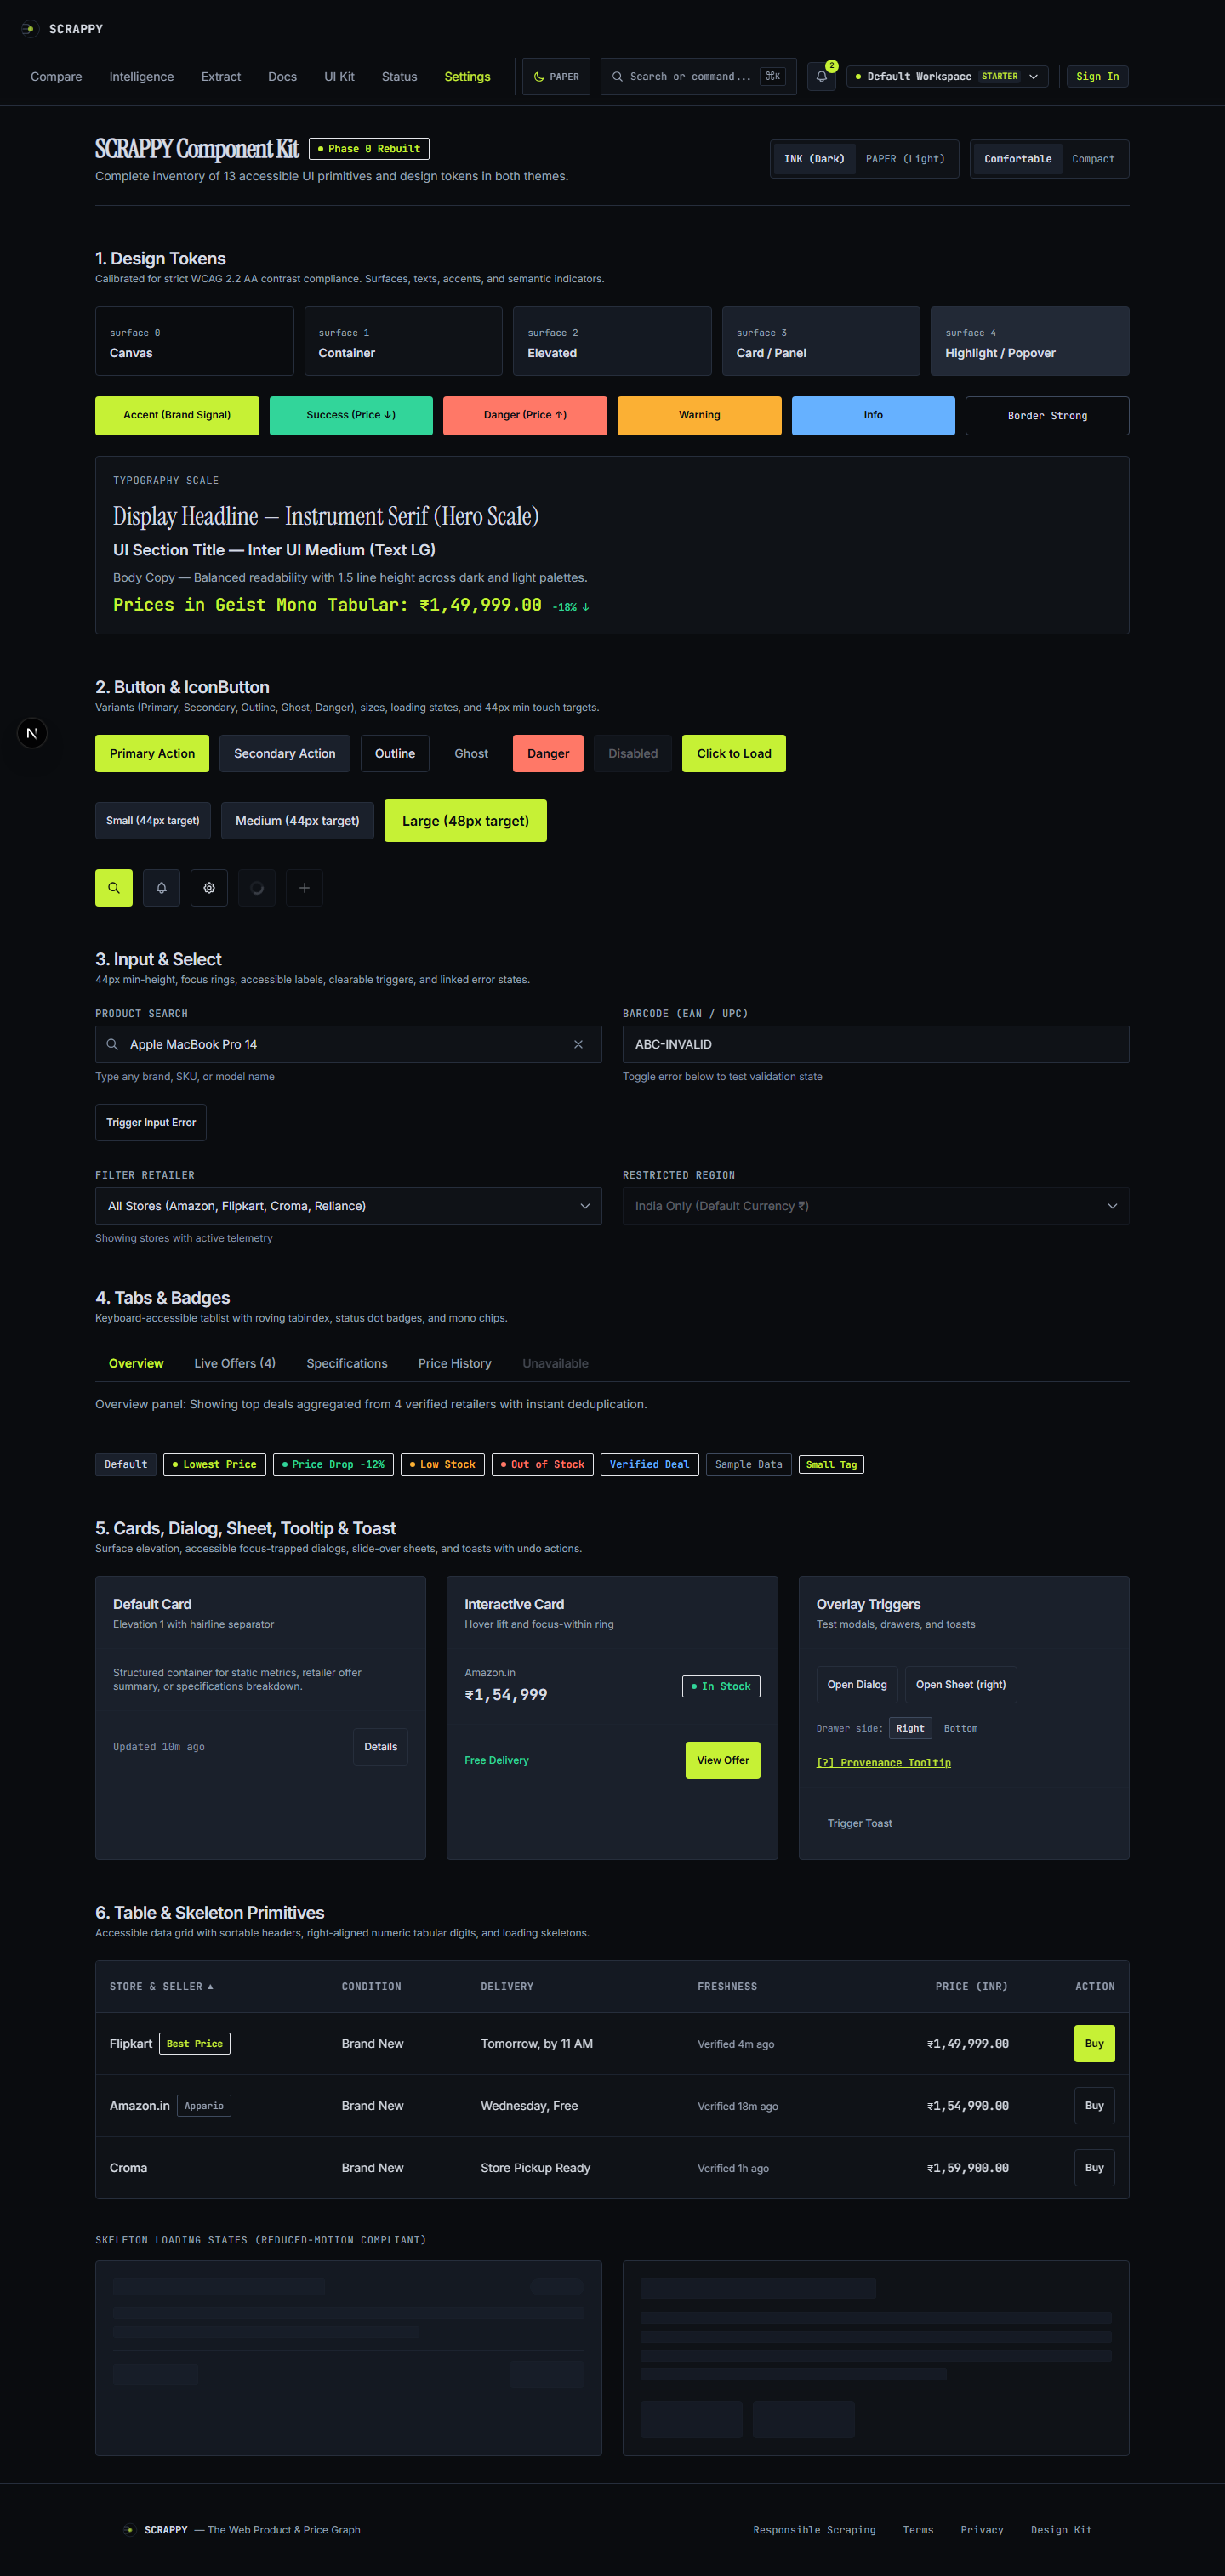 SCRAPPY
Compare Intelligence Extract Docs UI Kit Status Settings PAPER Search or command... ⌘K 2 Default Workspace STARTER Sign In
SCRAPPY Component Kit Phase 0 Rebuilt
Complete inventory of 13 accessible UI primitives and design tokens in both themes.
INK (Dark) PAPER (Light) Comfortable Compact
1. Design Tokens
Calibrated for strict WCAG 2.2 AA contrast compliance. Surfaces, texts, accents, and semantic indicators.
surface-0 surface-1 surface-2 surface-3 surface-4
Canvas Container Elevated Card / Panel Highlight / Popover
Accent (Brand Signal) Success (Price ↓) Danger (Price ↑) Warning Info Border Strong
TYPOGRAPHY SCALE
Display Headline — Instrument Serif (Hero Scale)
UI Section Title — Inter UI Medium (Text LG)
Body Copy — Balanced readability with 1.5 line height across dark and light palettes.
Prices in Geist Mono Tabular: ₹1,49,999.00 -18% ↓
2. Button & IconButton
Variants (Primary, Secondary, Outline, Ghost, Danger), sizes, loading states, and 44px min touch targets.
N
Primary Action Secondary Action Outline Ghost Danger Disabled Click to Load
Small (44px target) Medium (44px target) Large (48px target)
3. Input & Select
44px min-height, focus rings, accessible labels, clearable triggers, and linked error states.
PRODUCT SEARCH BARCODE (EAN / UPC)
Apple MacBook Pro 14 ABC-INVALID
Type any brand, SKU, or model name Toggle error below to test validation state
Trigger Input Error
FILTER RETAILER RESTRICTED REGION
All Stores (Amazon, Flipkart, Croma, Reliance) India Only (Default Currency ₹)
Showing stores with active telemetry
4. Tabs & Badges
Keyboard-accessible tablist with roving tabindex, status dot badges, and mono chips.
Overview Live Offers (4) Specifications Price History Unavailable
Overview panel: Showing top deals aggregated from 4 verified retailers with instant deduplication.
Default Lowest Price Price Drop -12% Low Stock Out of Stock Verified Deal Sample Data Small Tag
5. Cards, Dialog, Sheet, Tooltip & Toast
Surface elevation, accessible focus-trapped dialogs, slide-over sheets, and toasts with undo actions.
Default Card
Elevation 1 with hairline separator
Structured container for static metrics, retailer offer
summary, or specifications breakdown.
Updated 10m ago Details
Interactive Card
Hover lift and focus-within ring
Amazon.in
₹1,54,999 In Stock
Free Delivery View Offer
Overlay Triggers
Test modals, drawers, and toasts
Open Dialog Open Sheet (right)
Drawer side: Right Bottom
[?] Provenance Tooltip
Trigger Toast
6. Table & Skeleton Primitives
Accessible data grid with sortable headers, right-aligned numeric tabular digits, and loading skeletons.
STORE & SELLER ▲ CONDITION DELIVERY FRESHNESS PRICE (INR) ACTION
Flipkart Best Price Brand New Tomorrow, by 11 AM Verified 4m ago ₹1,49,999.00 Buy
Amazon.in Appario Brand New Wednesday, Free Verified 18m ago ₹1,54,990.00 Buy
Croma Brand New Store Pickup Ready Verified 1h ago ₹1,59,900.00 Buy
SKELETON LOADING STATES (REDUCED-MOTION COMPLIANT)
SCRAPPY — The Web Product & Price Graph Responsible Scraping Terms Privacy Design Kit